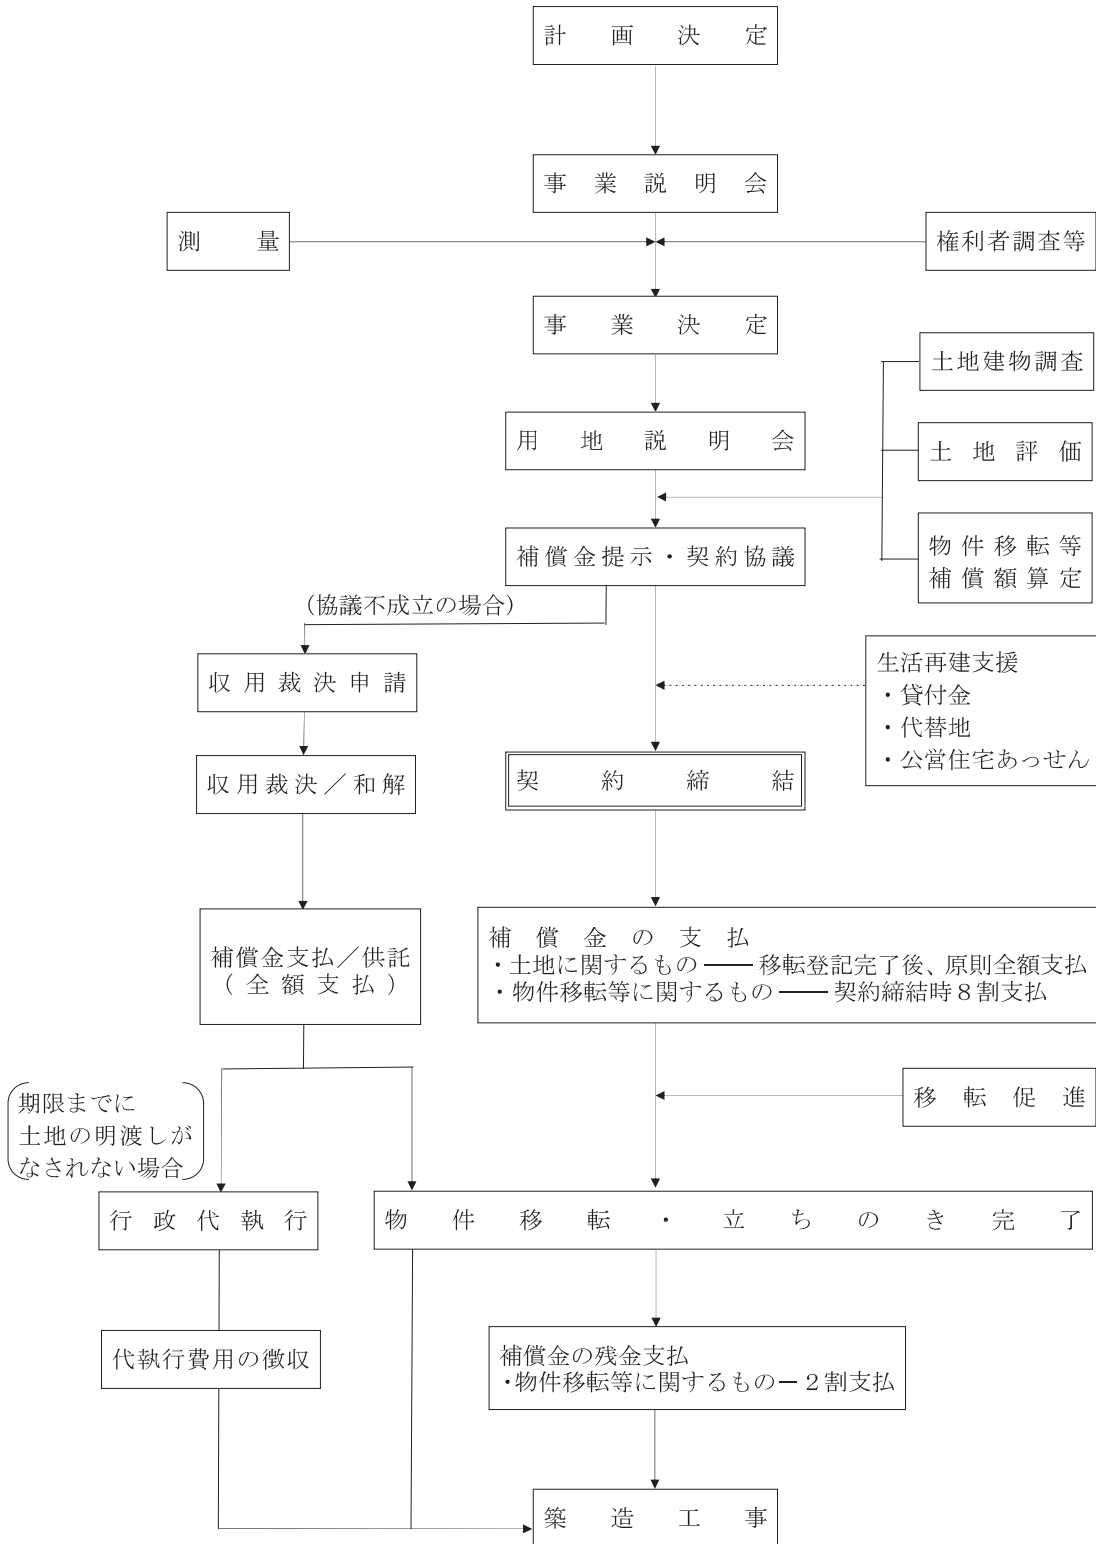 計画決定
事業説明会
測量
権利者調査等
事業決定
土地建物調査
用地説明会
土地評価
補償金提示・契約協議
物件移転等
補償額算定
（協議不成立の場合）
収用裁決申請
生活再建支援
・貸付金
・代替地
・公営住宅あっせん
収用裁決／和解
契約締結
補償金支払／供託
（全額支払）
補償金の支払
・土地に関するもの ―― 移転登記完了後、原則全額支払
・物件移転等に関するもの ―― 契約締結時８割支払
期限までに
土地の明渡しが
なされない場合
移転促進
行政代執行
物件移転・立ちのき完了
代執行費用の徴収
補償金の残金支払
・物件移転等に関するもの－２割支払
築造工事